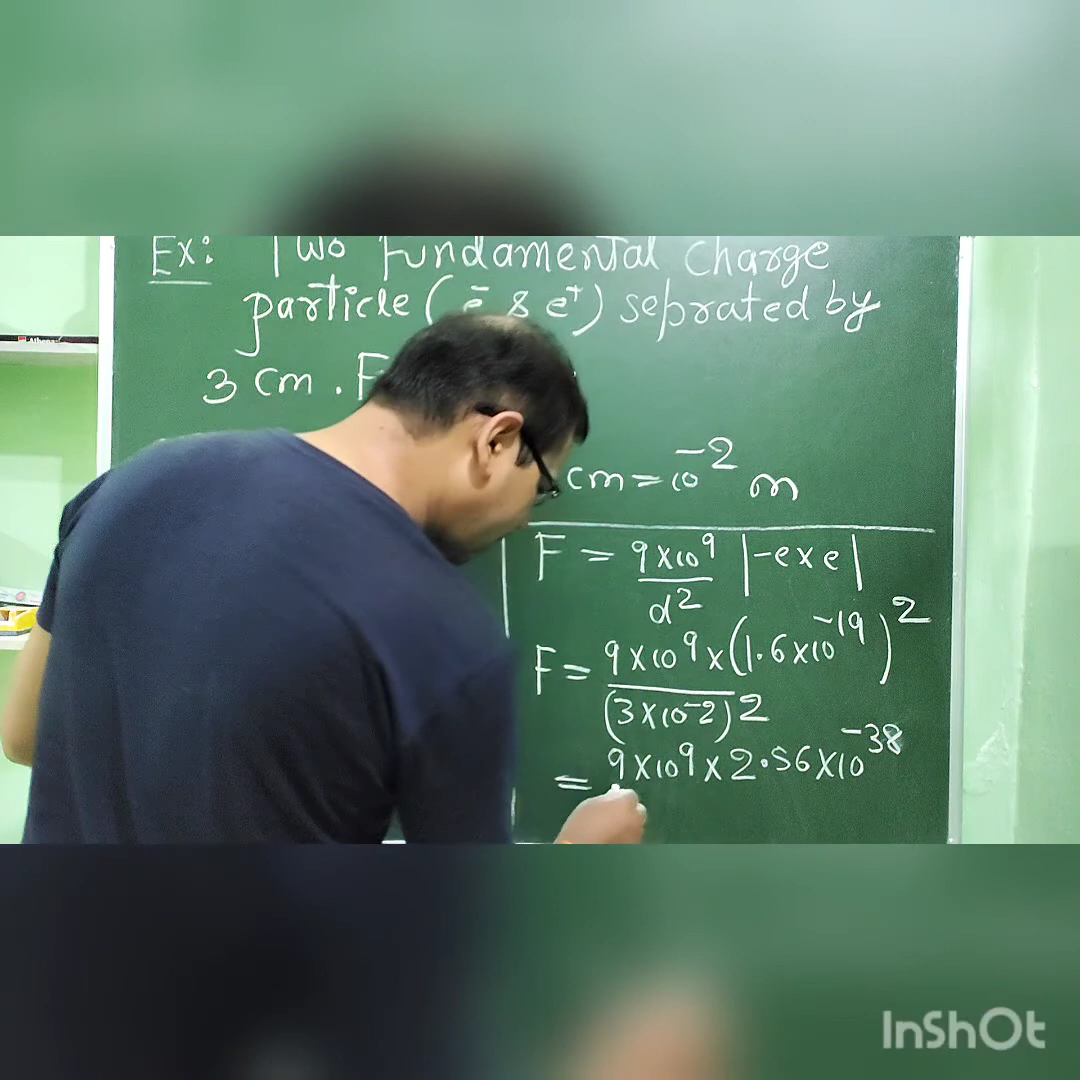 Ex: Two Fundamental Charge
particle (e⁻ & e⁺) seprated by
3 cm . F
cm = 10⁻² m
F = 9×10⁹/d² |-e×e|
F = 9×10⁹×(1.6×10⁻¹⁹)²/(3×10⁻²)²
= 9×10⁹×2.56×10⁻³⁸
Athena
InShOt